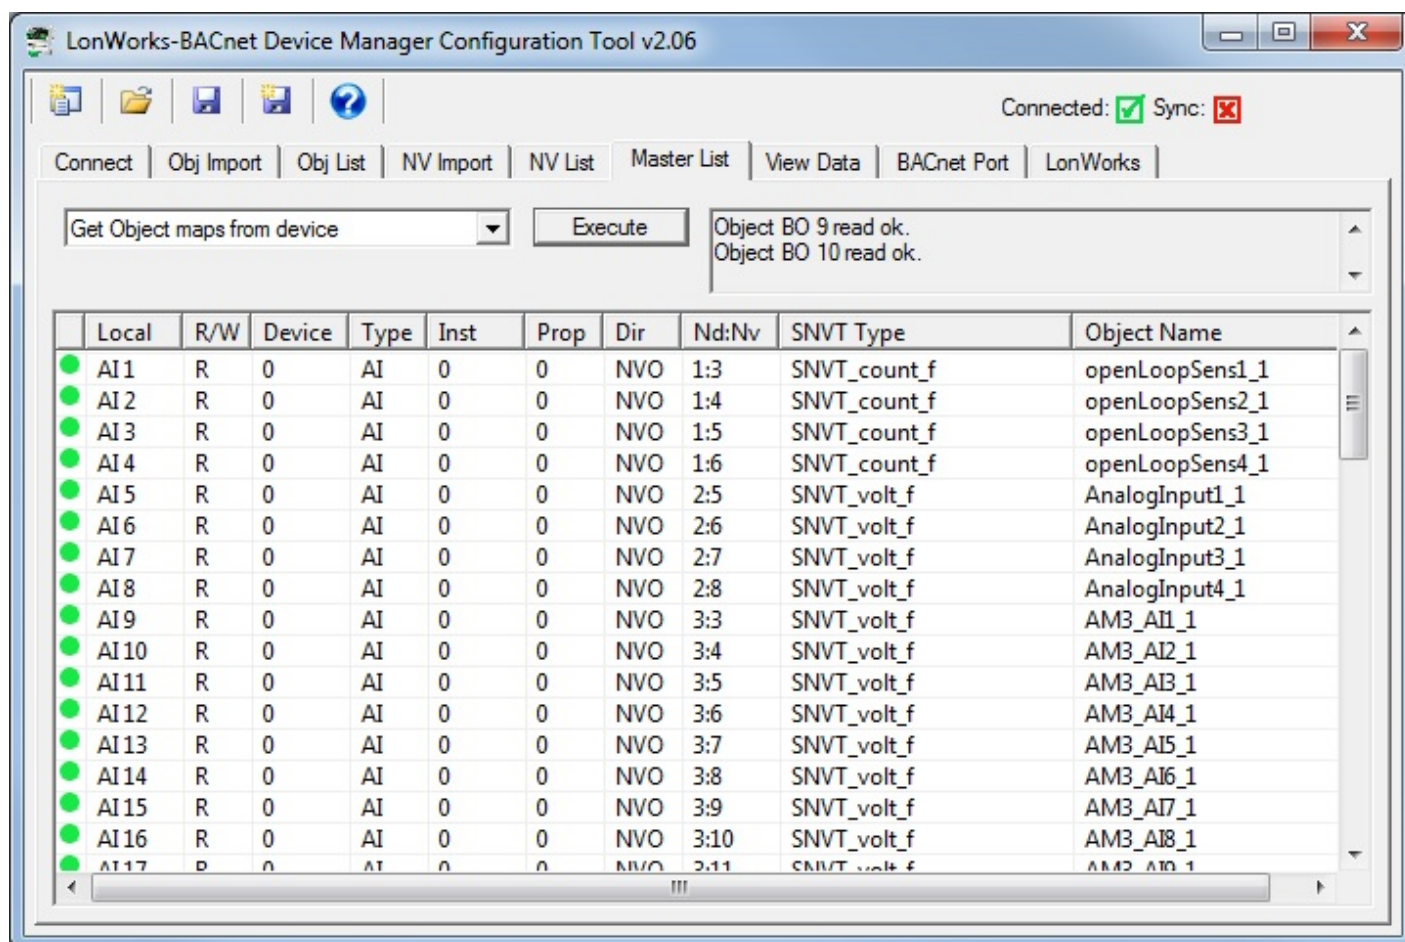 LonWorks-BACnet Device Manager Configuration Tool v2.06
Connected: Sync:
Connect Obj Import Obj List NV Import NV List Master List View Data BACnet Port LonWorks
Get Object maps from device Execute Object BO 9 read ok.
Object BO 10 read ok.
Local R/W Device Type Inst Prop Dir Nd:Nv SNVT Type Object Name
AI 1 R 0 AI 0 0 NVO 1:3 SNVT_count_f openLoopSens1_1
AI 2 R 0 AI 0 0 NVO 1:4 SNVT_count_f openLoopSens2_1
AI 3 R 0 AI 0 0 NVO 1:5 SNVT_count_f openLoopSens3_1
AI 4 R 0 AI 0 0 NVO 1:6 SNVT_count_f openLoopSens4_1
AI 5 R 0 AI 0 0 NVO 2:5 SNVT_volt_f AnalogInput1_1
AI 6 R 0 AI 0 0 NVO 2:6 SNVT_volt_f AnalogInput2_1
AI 7 R 0 AI 0 0 NVO 2:7 SNVT_volt_f AnalogInput3_1
AI 8 R 0 AI 0 0 NVO 2:8 SNVT_volt_f AnalogInput4_1
AI 9 R 0 AI 0 0 NVO 3:3 SNVT_volt_f AM3_AI1_1
AI 10 R 0 AI 0 0 NVO 3:4 SNVT_volt_f AM3_AI2_1
AI 11 R 0 AI 0 0 NVO 3:5 SNVT_volt_f AM3_AI3_1
AI 12 R 0 AI 0 0 NVO 3:6 SNVT_volt_f AM3_AI4_1
AI 13 R 0 AI 0 0 NVO 3:7 SNVT_volt_f AM3_AI5_1
AI 14 R 0 AI 0 0 NVO 3:8 SNVT_volt_f AM3_AI6_1
AI 15 R 0 AI 0 0 NVO 3:9 SNVT_volt_f AM3_AI7_1
AI 16 R 0 AI 0 0 NVO 3:10 SNVT_volt_f AM3_AI8_1
AI 17 R 0 AI 0 0 NVO 3:11 SNVT_volt_f AM3_AI9_1